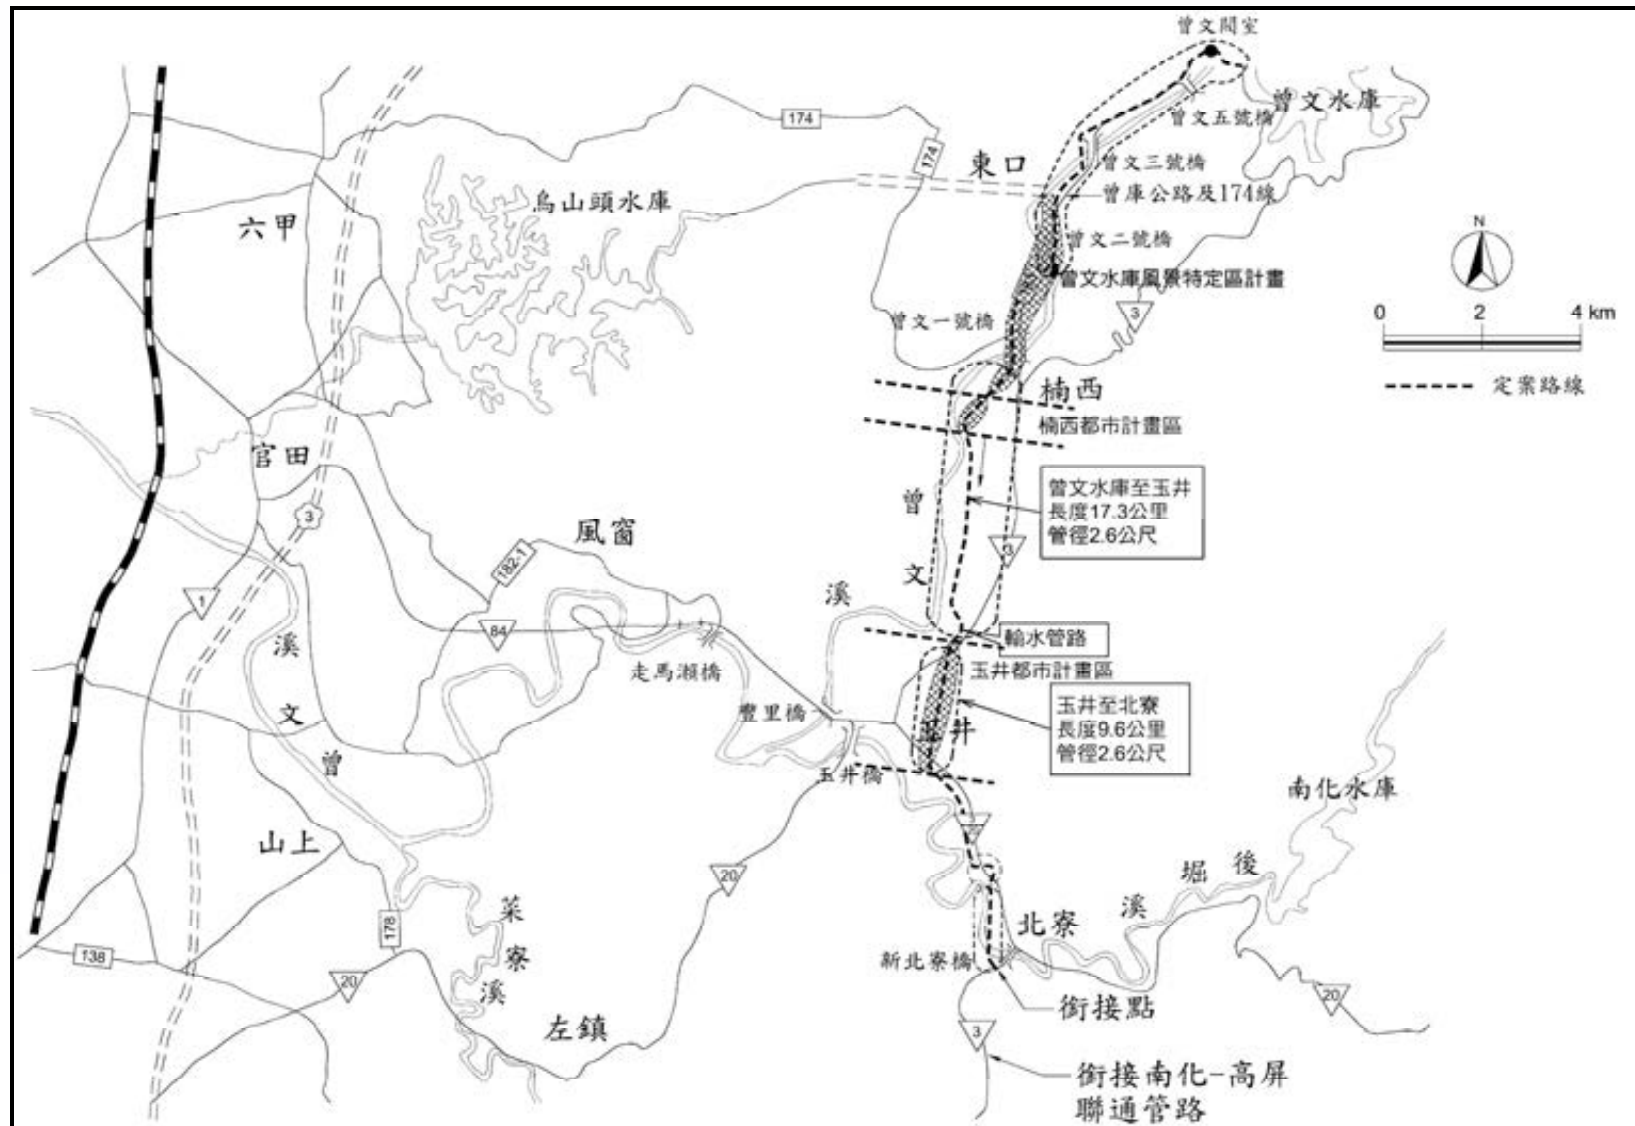 曾文閘室
曾文水庫
曾文五號橋
174
174
東口
曾文三號橋
曾庫公路及174線
烏山頭水庫
六甲
曾文二號橋
N
曾文水庫風景特定區計畫
0 2 4 km
3
曾文一號橋
定案路線
楠西
楠西都市計畫區
官田
曾文水庫至玉井
長度17.3公里
管徑2.6公尺
曾
3
風窗
3
182-1
文
溪
1
84
輸水管路
溪
走馬瀨橋
玉井都市計畫區
玉井至北寮
長度9.6公里
管徑2.6公尺
文
豐里橋
玉井
曾
玉井橋
南化水庫
山上
20
後
堀
溪
菜
寮
溪
178
北寮
138
新北寮橋
20
20
衔接點
左鎮
3
衔接南化-高屏
聯通管路